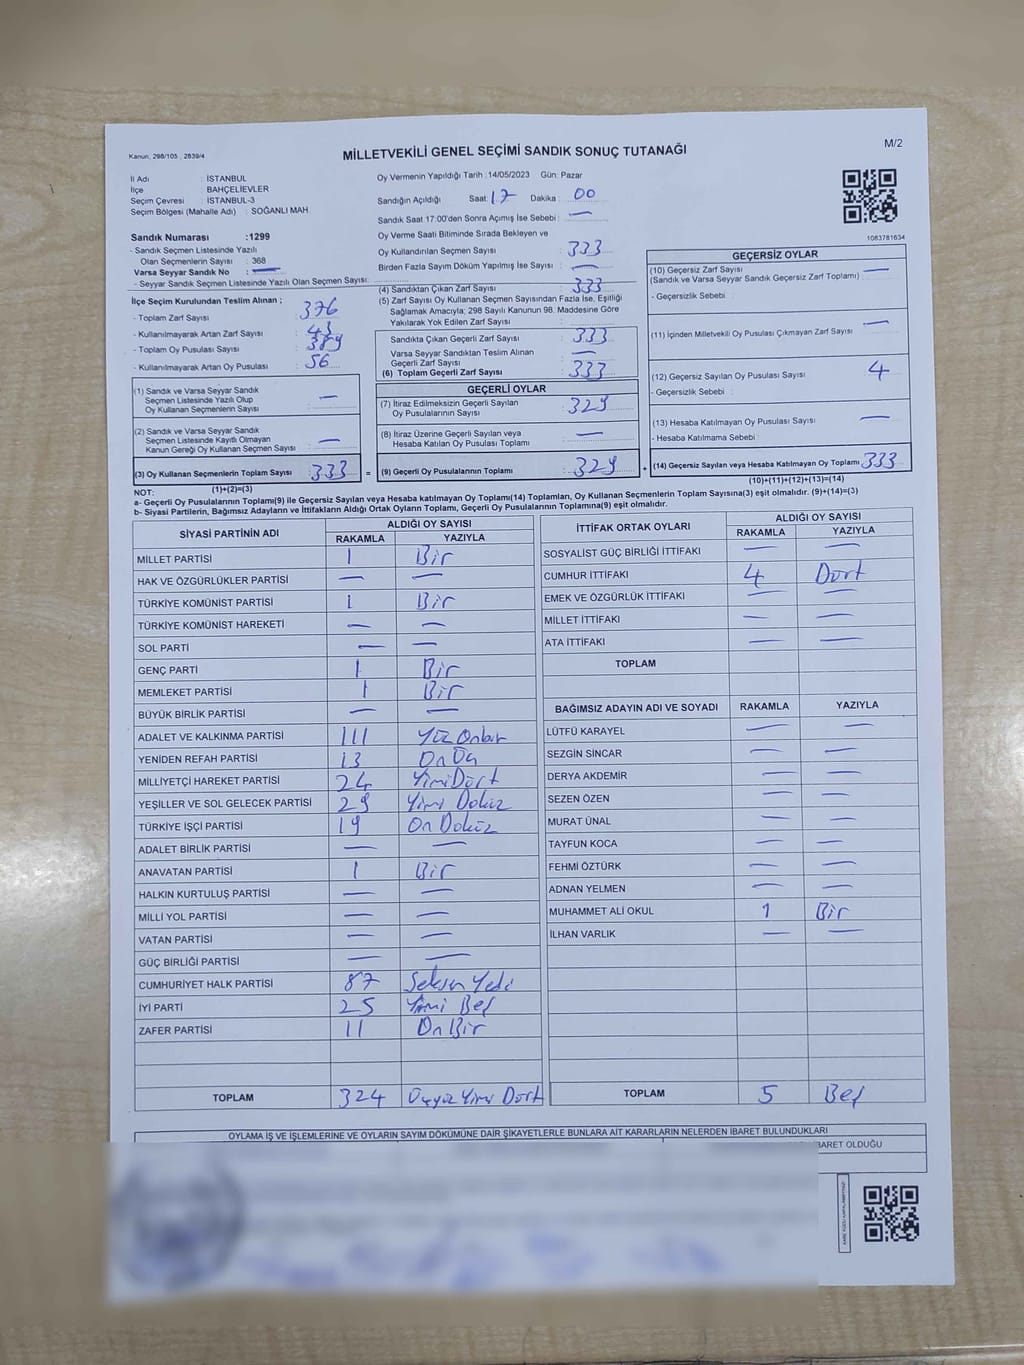 Kanun, 298/105 , 2839/4
M/2
MİLLETVEKİLİ GENEL SEÇİMİ SANDIK SONUÇ TUTANAĞI
İl Adı : İSTANBUL
İlçe : BAHÇELİEVLER
Seçim Çevresi : İSTANBUL-3
Seçim Bölgesi (Mahalle Adı) : SOĞANLI MAH
Sandık Numarası :1299
- Sandık Seçmen Listesinde Yazılı
Olan Seçmenlerin Sayısı : 368
Varsa Seyyar Sandık No :
- Seyyar Sandık Seçmen Listesinde Yazılı Olan Seçmen Sayısı:
İlçe Seçim Kurulundan Teslim Alınan ;
- Toplam Zarf Sayısı : 376
- Kullanılmayarak Artan Zarf Sayısı : 43
- Toplam Oy Pusulası Sayısı : 389
- Kullanılmayarak Artan Oy Pusulası : 56
(1) Sandık ve Varsa Seyyar Sandık
Seçmen Listesinde Yazılı Olup
Oy Kullanan Seçmenlerin Sayısı —
(2) Sandık ve Varsa Seyyar Sandık
Seçmen Listesinde Kayıtlı Olmayan
Kanun Gereği Oy Kullanan Seçmen Sayısı —
(3) Oy Kullanan Seçmenlerin Toplam Sayısı 333 =
(1)+(2)=(3)
Oy Vermenin Yapıldığı Tarih :14/05/2023 Gün: Pazar
Sandığın Açıldığı Saat: 17 Dakika : 00
Sandık Saat 17:00'den Sonra Açımış İse Sebebi : —
Oy Verme Saati Bitiminde Sırada Bekleyen ve
Oy Kullandırılan Seçmen Sayısı : 333
Birden Fazla Sayım Döküm Yapılmış İse Sayısı : —
(4) Sandıktan Çıkan Zarf Sayısı : 333
(5) Zarf Sayısı Oy Kullanan Seçmen Sayısından Fazla İse, Eşitliği
Sağlamak Amacıyla; 298 Sayılı Kanunun 98. Maddesine Göre
Yakılarak Yok Edilen Zarf Sayısı :
Sandıkta Çıkan Geçerli Zarf Sayısı : 333
Varsa Seyyar Sandıktan Teslim Alınan
Geçerli Zarf Sayısı : —
(6) Toplam Geçerli Zarf Sayısı : 333
GEÇERLİ OYLAR
(7) İtiraz Edilmeksizin Geçerli Sayılan
Oy Pusulalarının Sayısı : 329
(8) İtiraz Üzerine Geçerli Sayılan veya
Hesaba Katılan Oy Pusulası Toplamı : —
(9) Geçerli Oy Pusulalarının Toplamı : 329 +
1083781634
GEÇERSİZ OYLAR
(10) Geçersiz Zarf Sayısı : —
(Sandık ve Varsa Seyyar Sandık Geçersiz Zarf Toplamı)
- Geçersizlik Sebebi :
(11) İçinden Milletvekili Oy Pusulası Çıkmayan Zarf Sayısı : —
(12) Geçersiz Sayılan Oy Pusulası Sayısı : 4
- Geçersizlik Sebebi :
(13) Hesaba Katılmayan Oy Pusulası Sayısı : —
- Hesaba Katılmama Sebebi :
(14) Geçersiz Sayılan veya Hesaba Katılmayan Oy Toplamı 333
(10)+(11)+(12)+(13)=(14)
NOT:
a- Geçerli Oy Pusulalarının Toplamı(9) ile Geçersiz Sayılan veya Hesaba katılmayan Oy Toplamı(14) Toplamları, Oy Kullanan Seçmenlerin Toplam Sayısına(3) eşit olmalıdır. (9)+(14)=(3)
b- Siyasi Partilerin, Bağımsız Adayların ve İttifakların Aldığı Ortak Oyların Toplamı, Geçerli Oy Pusulalarının Toplamına(9) eşit olmalıdır.
SİYASİ PARTİNİN ADI ALDIĞI OY SAYISI
RAKAMLA YAZIYLA
MİLLET PARTİSİ 1 Bir
HAK VE ÖZGÜRLÜKLER PARTİSİ — —
TÜRKİYE KOMÜNİST PARTİSİ 1 Bir
TÜRKİYE KOMÜNİST HAREKETİ — —
SOL PARTİ — —
GENÇ PARTİ 1 Bir
MEMLEKET PARTİSİ 1 Bir
BÜYÜK BİRLİK PARTİSİ — —
ADALET VE KALKINMA PARTİSİ 111 Yüz Onbir
YENİDEN REFAH PARTİSİ 13 On Üç
MİLLİYETÇİ HAREKET PARTİSİ 24 Yirmi Dört
YEŞİLLER VE SOL GELECEK PARTİSİ 29 Yirmi Dokuz
TÜRKİYE İŞÇİ PARTİSİ 19 On Dokuz
ADALET BİRLİK PARTİSİ — —
ANAVATAN PARTİSİ 1 Bir
HALKIN KURTULUŞ PARTİSİ — —
MİLLİ YOL PARTİSİ — —
VATAN PARTİSİ — —
GÜÇ BİRLİĞİ PARTİSİ — —
CUMHURİYET HALK PARTİSİ 87 Seksen Yedi
İYİ PARTİ 25 Yirmi Beş
ZAFER PARTİSİ 11 On Bir
TOPLAM 324 Üçyüz Yirmi Dört
İTTİFAK ORTAK OYLARI ALDIĞI OY SAYISI
RAKAMLA YAZIYLA
SOSYALİST GÜÇ BİRLİĞİ İTTİFAKI — —
CUMHUR İTTİFAKI 4 Dört
EMEK VE ÖZGÜRLÜK İTTİFAKI — —
MİLLET İTTİFAKI — —
ATA İTTİFAKI — —
TOPLAM
BAĞIMSIZ ADAYIN ADI VE SOYADI RAKAMLA YAZIYLA
LÜTFÜ KARAYEL — —
SEZGİN SINCAR — —
DERYA AKDEMİR — —
SEZEN ÖZEN — —
MURAT ÜNAL — —
TAYFUN KOCA — —
FEHMİ ÖZTÜRK — —
ADNAN YELMEN — —
MUHAMMET ALİ OKUL 1 Bir
İLHAN VARLIK — —
TOPLAM 5 Beş
OYLAMA İŞ VE İŞLEMLERİNE VE OYLARIN SAYIM DÖKÜMÜNE DAİR ŞİKAYETLERLE BUNLARA AİT KARARLARIN NELERDEN İBARET BULUNDUKLARI
BARET OLDUĞU